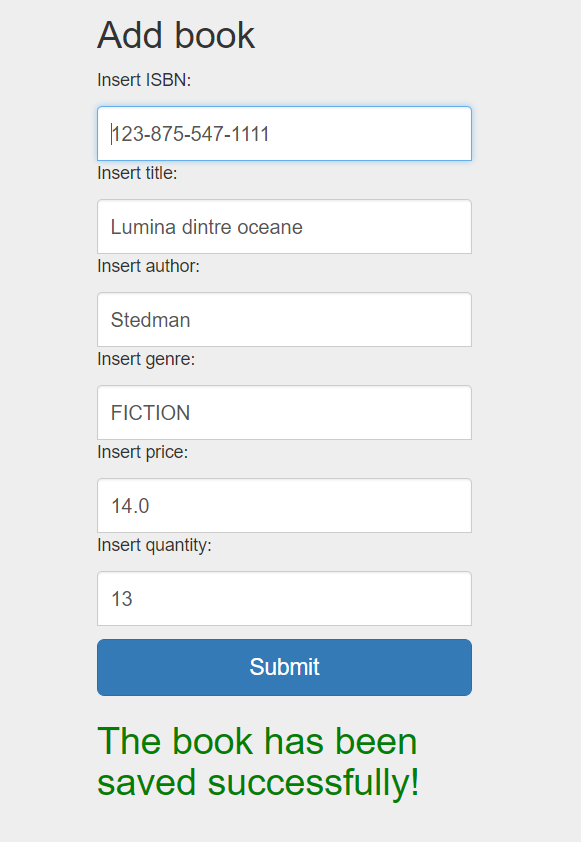 Add book
Insert ISBN:
123-875-547-1111
Insert title:
Lumina dintre oceane
Insert author:
Stedman
Insert genre:
FICTION
Insert price:
14.0
Insert quantity:
13
Submit
The book has been
saved successfully!